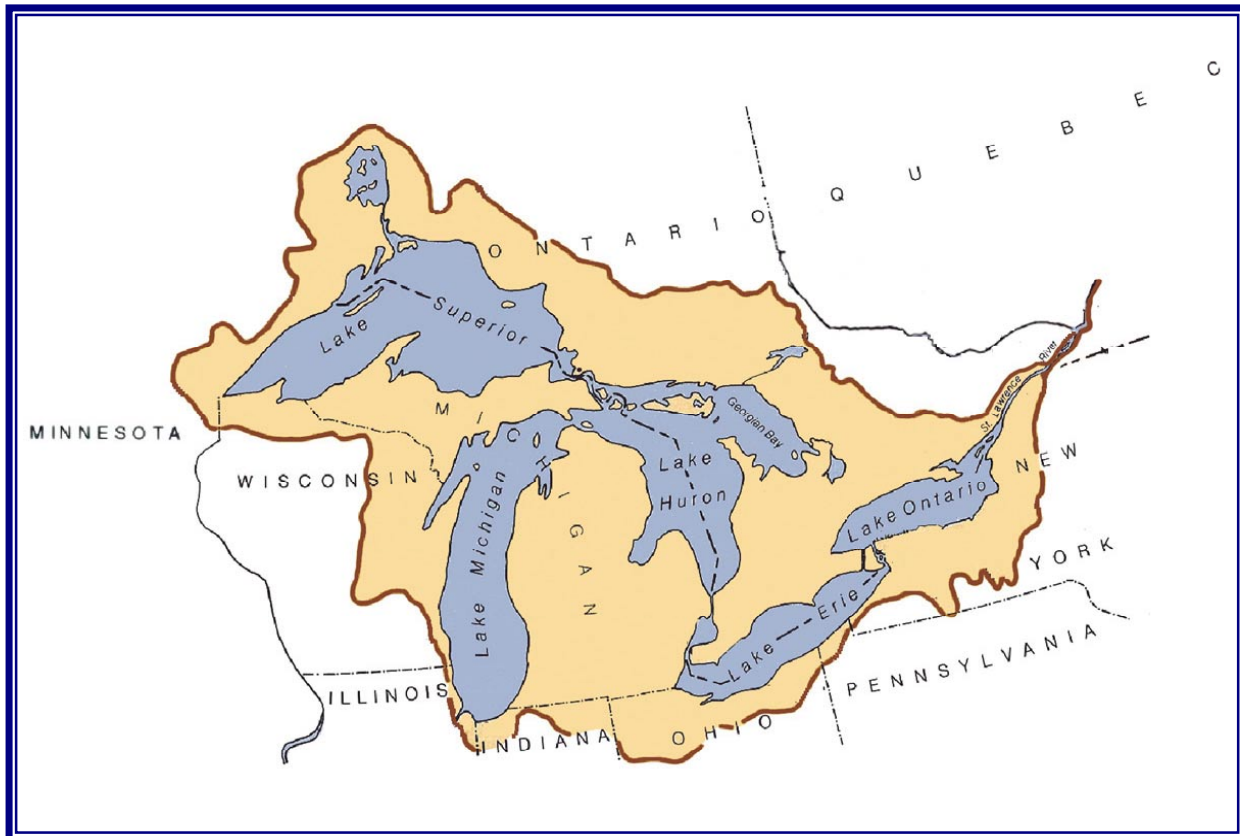 QUEBEC
ONTARIO
Lake Superior
Georgian Bay
St. Lawrence River
MINNESOTA
MICHIGAN
WISCONSIN
Lake Huron
NEW YORK
Lake Ontario
Lake Michigan
Lake Erie
ILLINOIS
PENNSYLVANIA
INDIANA
OHIO